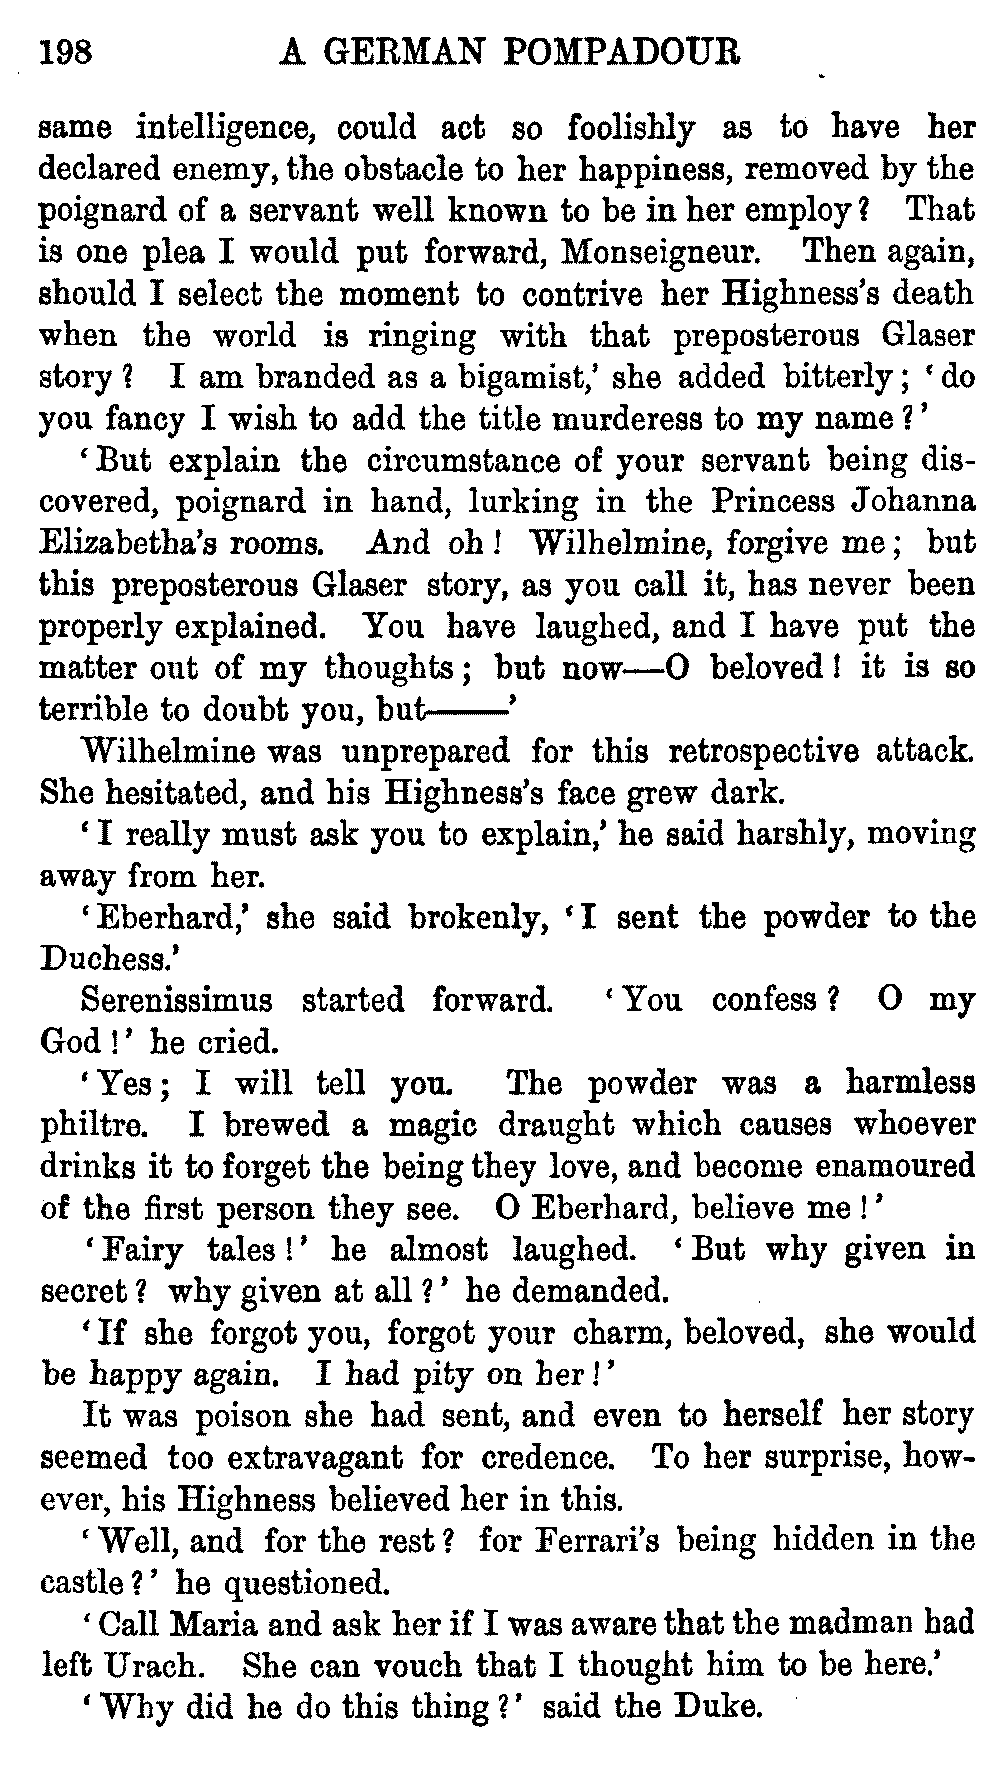 198 A GERMAN POMPADOUR
same intelligence, could act so foolishly as to have her
declared enemy, the obstacle to her happiness, removed by the
poignard of a servant well known to be in her employ? That
is one plea I would put forward, Monseigneur. Then again,
should I select the moment to contrive her Highness's death
when the world is ringing with that preposterous Glaser
story? I am branded as a bigamist,' she added bitterly; 'do
you fancy I wish to add the title murderess to my name?'
'But explain the circumstance of your servant being dis-
covered, poignard in hand, lurking in the Princess Johanna
Elizabetha's rooms. And oh! Wilhelmine, forgive me; but
this preposterous Glaser story, as you call it, has never been
properly explained. You have laughed, and I have put the
matter out of my thoughts; but now—O beloved! it is so
terrible to doubt you, but——'
Wilhelmine was unprepared for this retrospective attack.
She hesitated, and his Highness's face grew dark.
'I really must ask you to explain,' he said harshly, moving
away from her.
'Eberhard,' she said brokenly, 'I sent the powder to the
Duchess.'
Serenissimus started forward. 'You confess? O my
God!' he cried.
'Yes; I will tell you. The powder was a harmless
philtre. I brewed a magic draught which causes whoever
drinks it to forget the being they love, and become enamoured
of the first person they see. O Eberhard, believe me!'
'Fairy tales!' he almost laughed. 'But why given in
secret? why given at all?' he demanded.
'If she forgot you, forgot your charm, beloved, she would
be happy again. I had pity on her!'
It was poison she had sent, and even to herself her story
seemed too extravagant for credence. To her surprise, how-
ever, his Highness believed her in this.
'Well, and for the rest? for Ferrari's being hidden in the
castle?' he questioned.
'Call Maria and ask her if I was aware that the madman had
left Urach. She can vouch that I thought him to be here.'
'Why did he do this thing?' said the Duke.